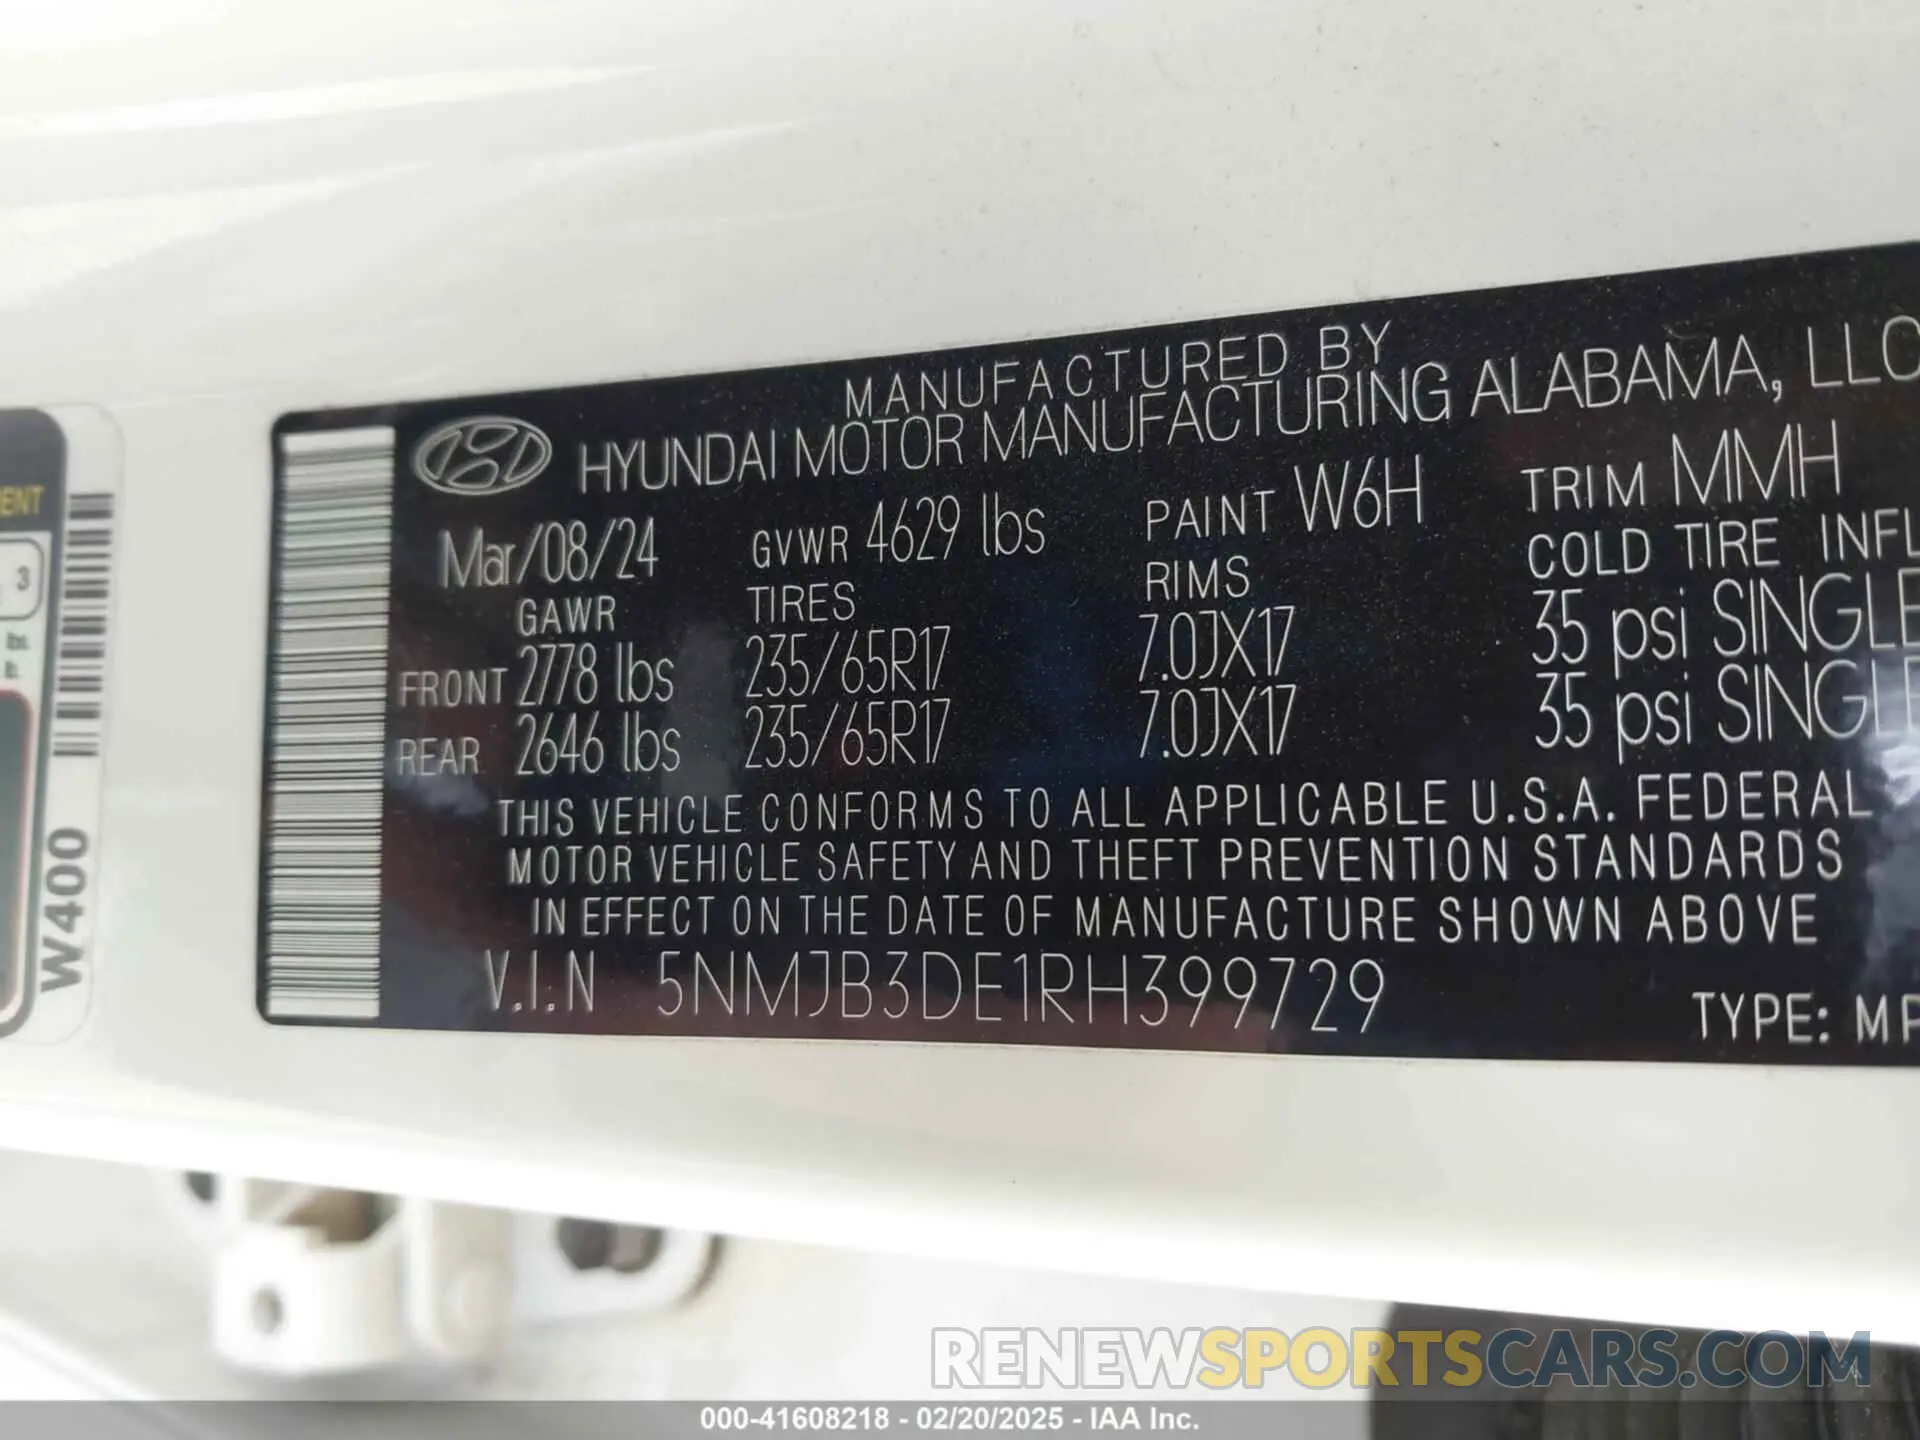 MANUFACTURED BY
HYUNDAI MOTOR MANUFACTURING ALABAMA, LLC
Mar/08/24 GVWR 4629 lbs PAINT W6H TRIM MMH
GAWR TIRES RIMS COLD TIRE INFL
FRONT 2778 lbs 235/65R17 7.0JX17 35 psi SINGLE
REAR 2646 lbs 235/65R17 7.0JX17 35 psi SINGLE
THIS VEHICLE CONFORMS TO ALL APPLICABLE U.S.A. FEDERAL
MOTOR VEHICLE SAFETY AND THEFT PREVENTION STANDARDS
IN EFFECT ON THE DATE OF MANUFACTURE SHOWN ABOVE
V.I.N 5NMJB3DE1RH399729
TYPE: MP
ENT
3
lbs.
lb.
W400
RENEWSPORTSCARS.COM
000-41608218 - 02/20/2025 - IAA Inc.